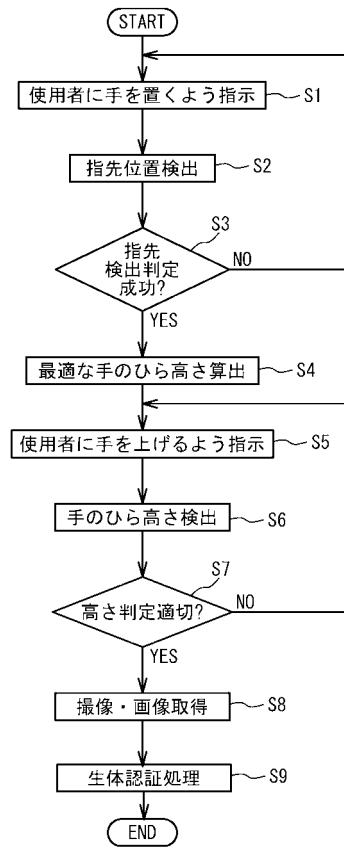 START
使用者に手を置くよう指示 S1
指先位置検出 S2
S3
指先
検出判定
成功?
NO
YES
最適な手のひら高さ算出 S4
使用者に手を上げるよう指示 S5
手のひら高さ検出 S6
S7
高さ判定適切? NO
YES
撮像・画像取得 S8
生体認証処理 S9
END